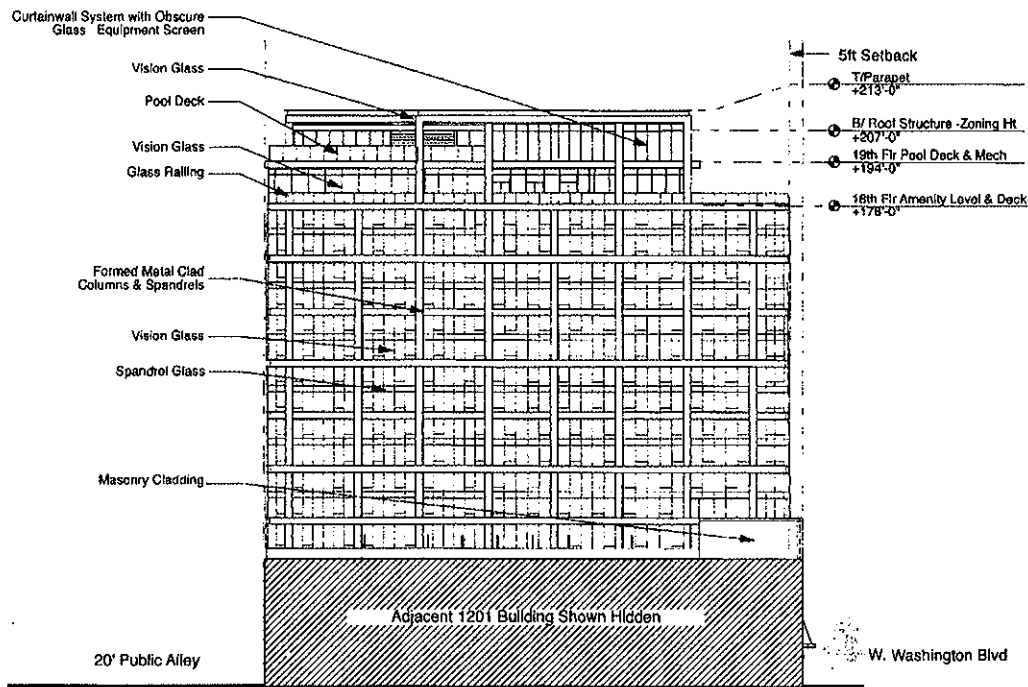 Curtainwall System with Obscure
Glass Equipment Screen
Vision Glass
Pool Deck
Vision Glass
Glass Railing
Formed Metal Clad
Columns & Spandrels
Vision Glass
Spandrol Glass
Masonry Cladding
5ft Setback
T/Parapet
+213'-0"
B/ Roof Structure -Zoning Ht
+207'-0"
19th Flr Pool Deck & Mech
+194'-0"
18th Flr Amenity Level & Deck
+178'-0"
Adjacent 1201 Building Shown Hidden
20' Public Alley
W. Washington Blvd